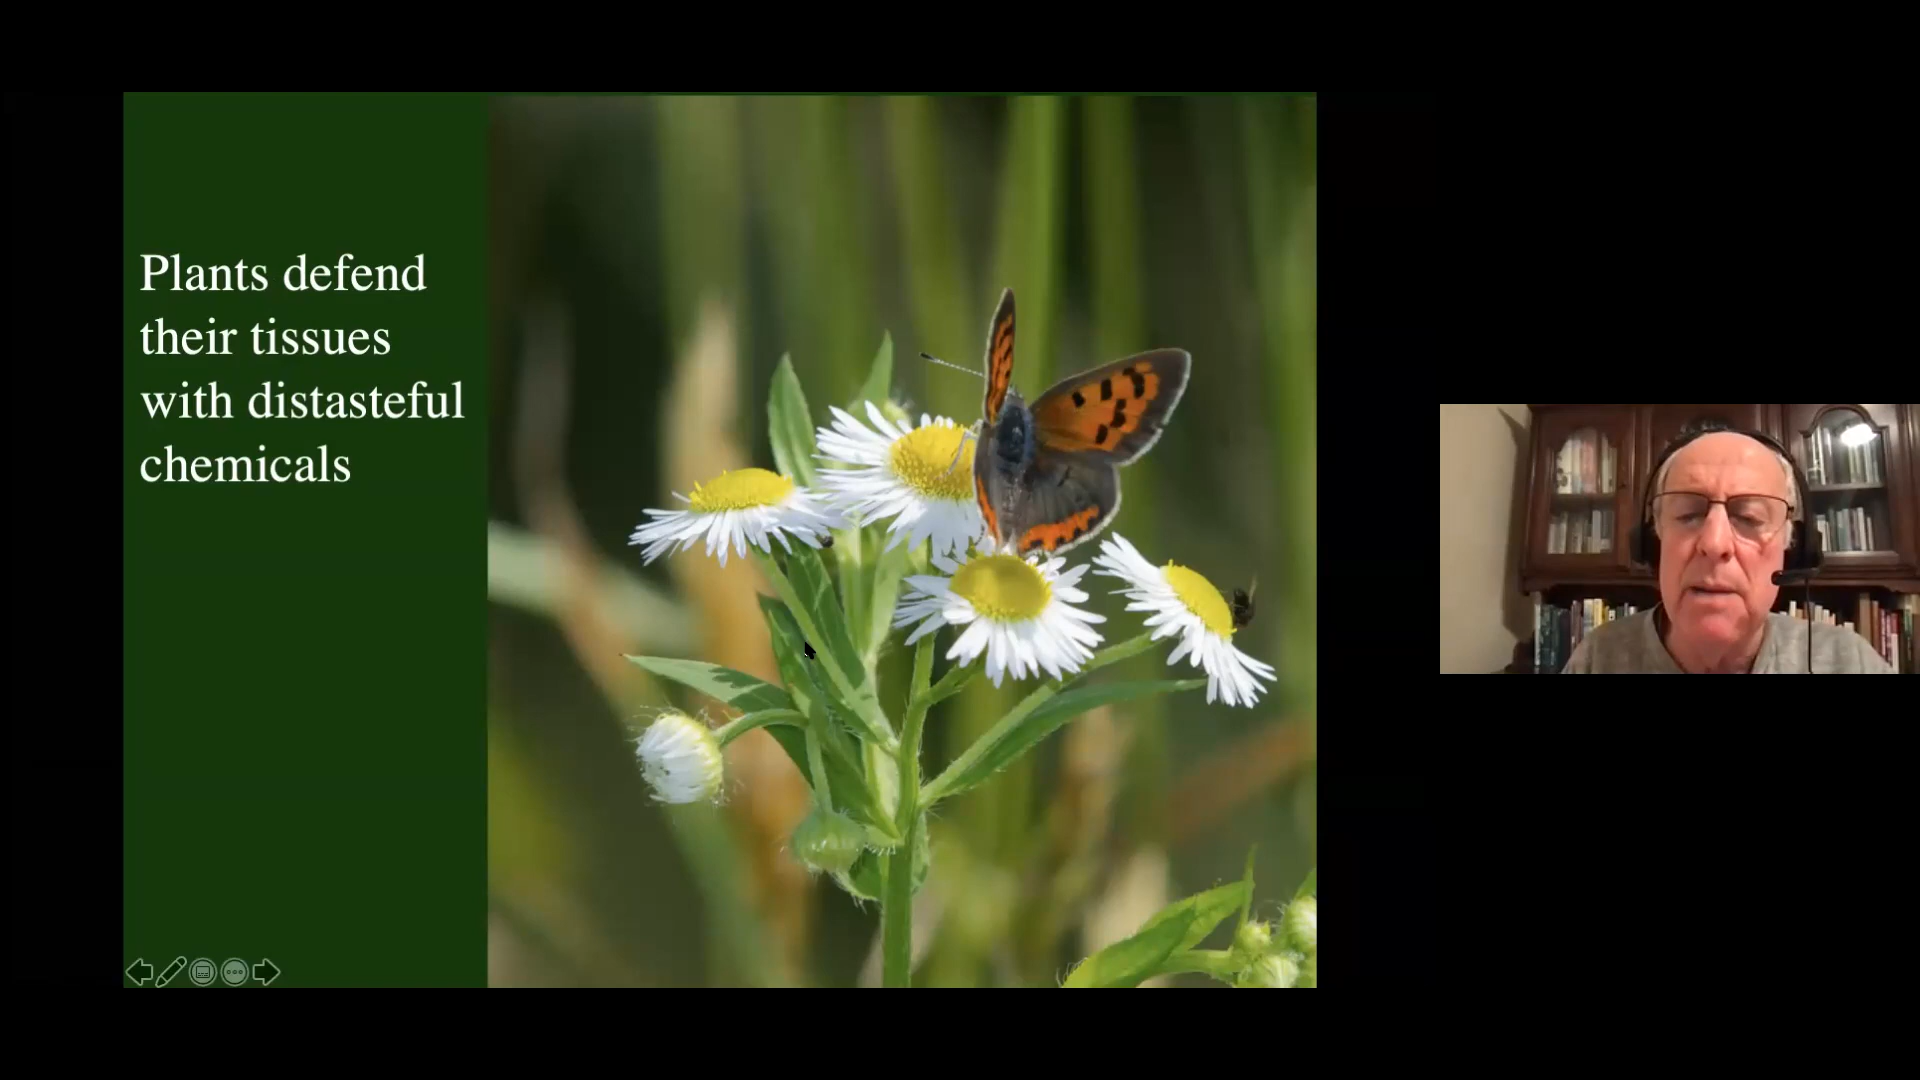 Plants defend
their tissues
with distasteful
chemicals